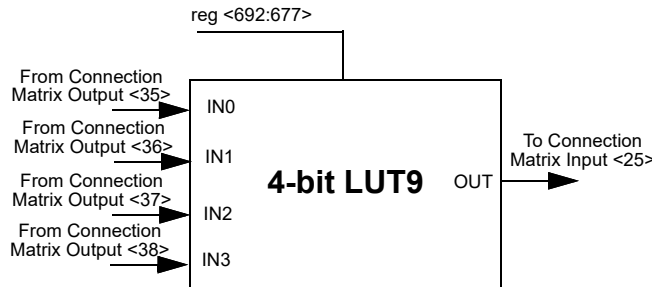 reg <692:677>
From Connection
Matrix Output <35>
IN0
From Connection
Matrix Output <36>
IN1
From Connection
Matrix Output <37>
IN2
From Connection
Matrix Output <38>
IN3
4-bit LUT9
OUT
To Connection
Matrix Input <25>